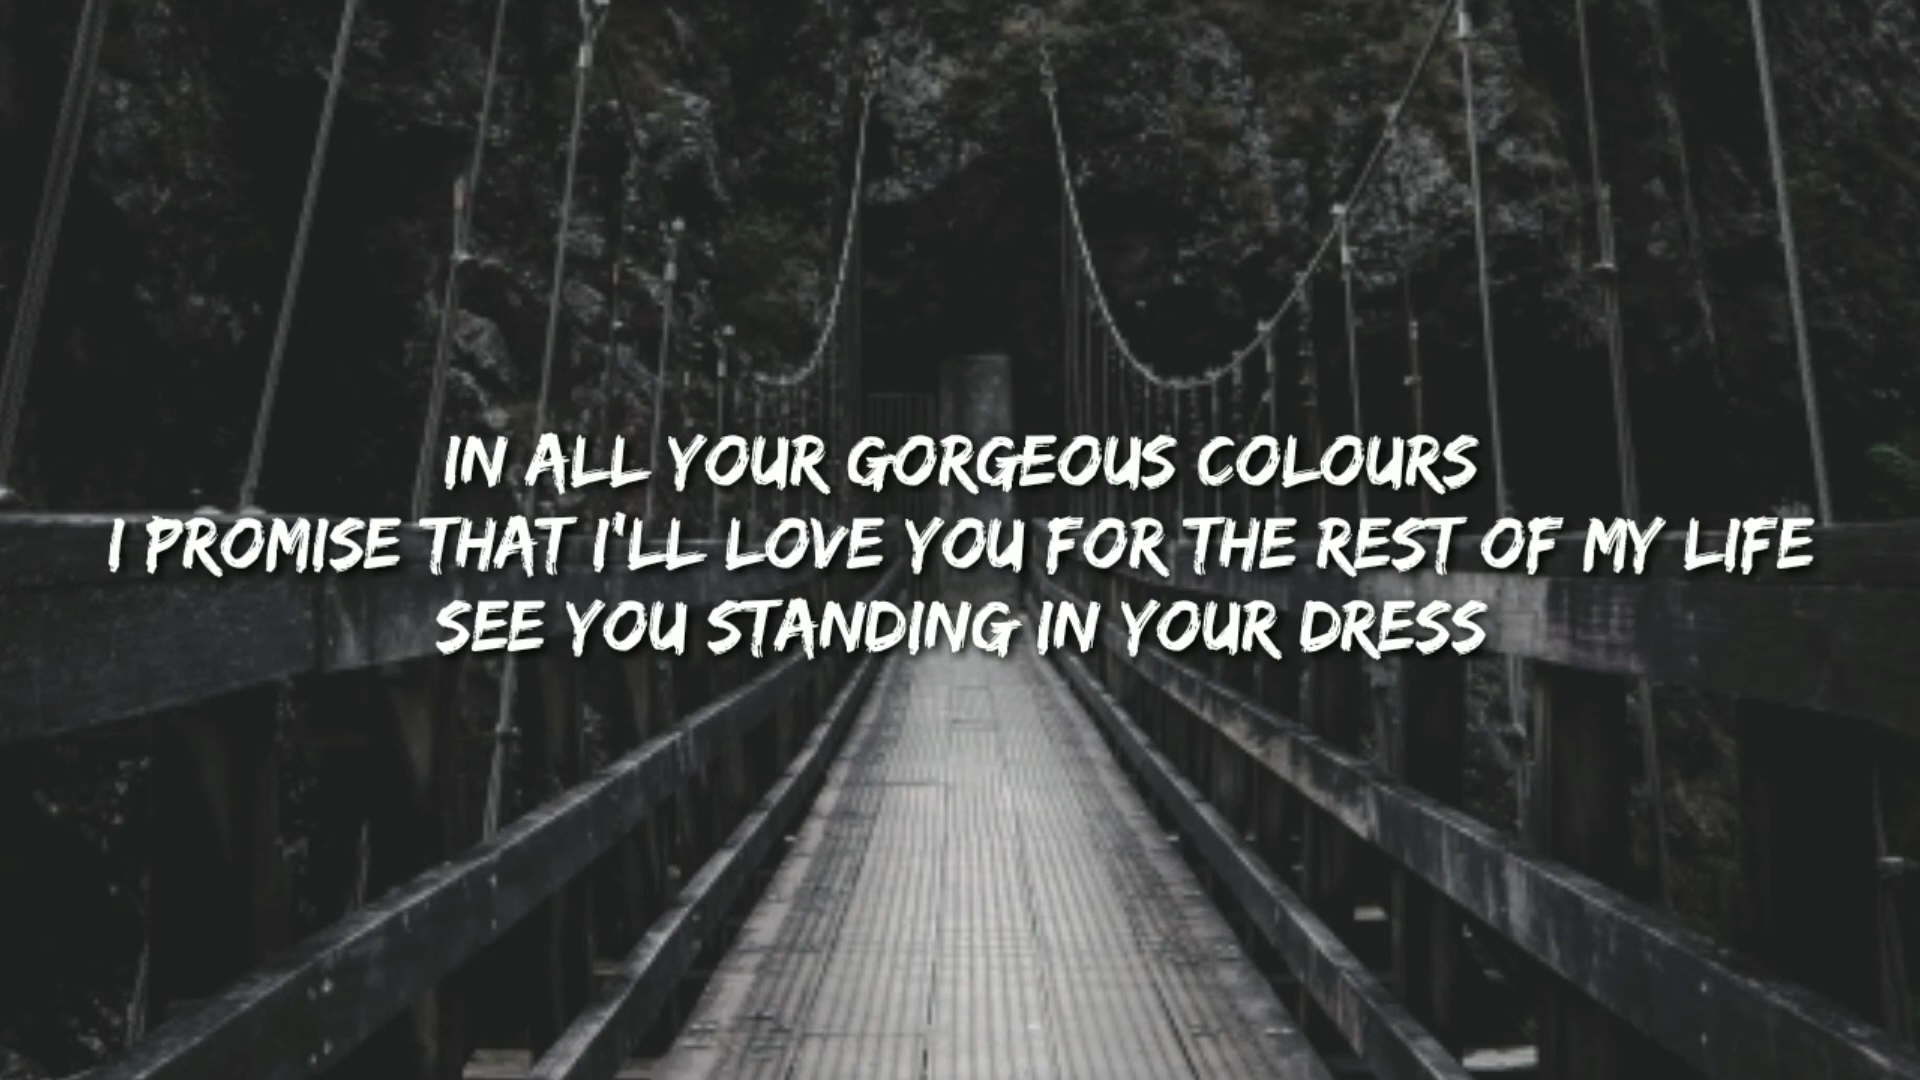 IN ALL YOUR GORGEOUS COLOURS
I PROMISE THAT I'LL LOVE YOU FOR THE REST OF MY LIFE
SEE YOU STANDING IN YOUR DRESS